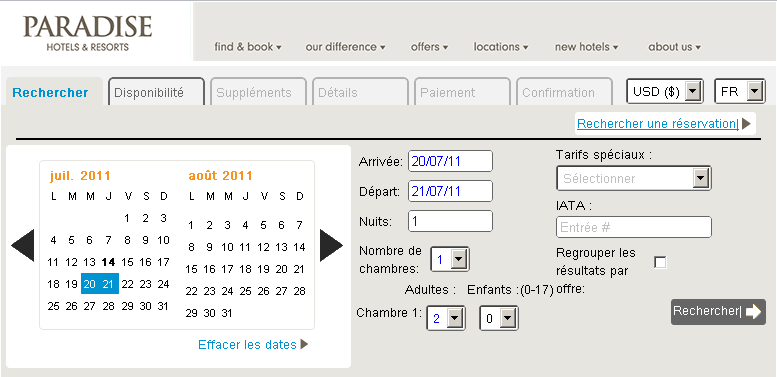 PARADISE
HOTELS & RESORTS
find & book
our difference
offers
locations
new hotels
about us
Rechercher
Disponibilité
Suppléments
Détails
Paiement
Confirmation
USD ($)
FR
Rechercher une réservation|
juil. 2011
L M M J V S D
1 2 3
4 5 6 7 8 9 10
11 12 13 14 15 16 17
18 19 20 21 22 23 24
25 26 27 28 29 30 31
août 2011
L M M J V S D
1 2 3 4 5 6 7
8 9 10 11 12 13 14
15 16 17 18 19 20 21
22 23 24 25 26 27 28
29 30 31
Effacer les dates
Arrivée: 20/07/11
Départ: 21/07/11
Nuits: 1
Nombre de
chambres: 1
Adultes : Enfants :(0-17)
Chambre 1: 2 0
Tarifs spéciaux :
Sélectionner
IATA :
Entrée #
Regrouper les
résultats par
offre:
Rechercher|